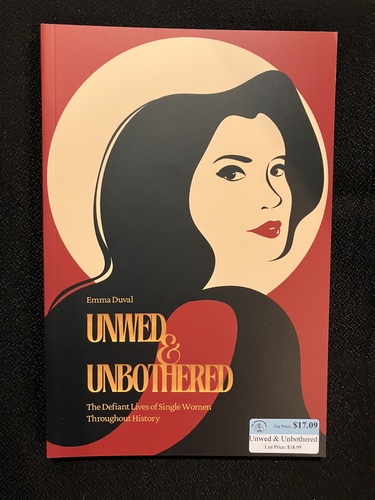 Emma Duval
UNWED
&
UNBOTHERED
The Defiant Lives of Single Women
Throughout History
Our Price: $17.09
Unwed & Unbothered
List Price: $18.99